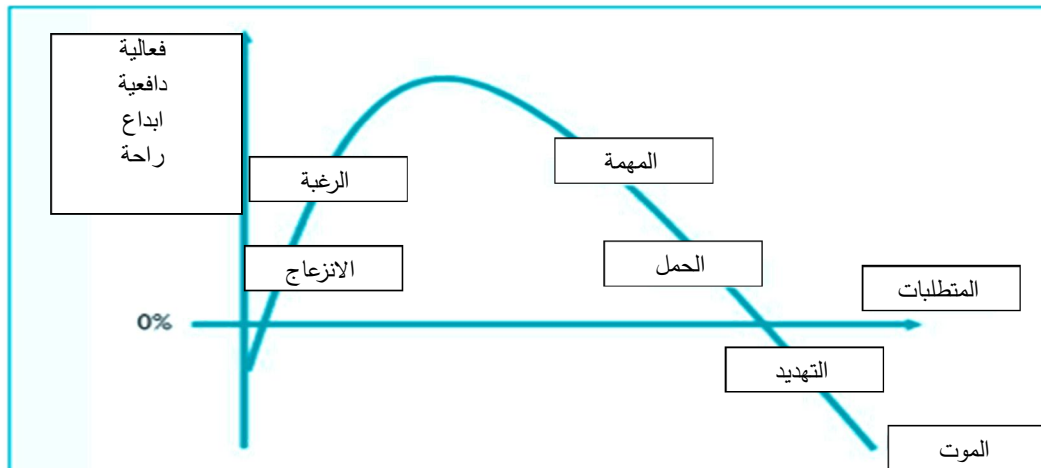 فعالية
دافعية
ابداع
راحة
الرغبة
المهمة
الانزعاج
الحمل
المتطلبات
0%
التهديد
الموت